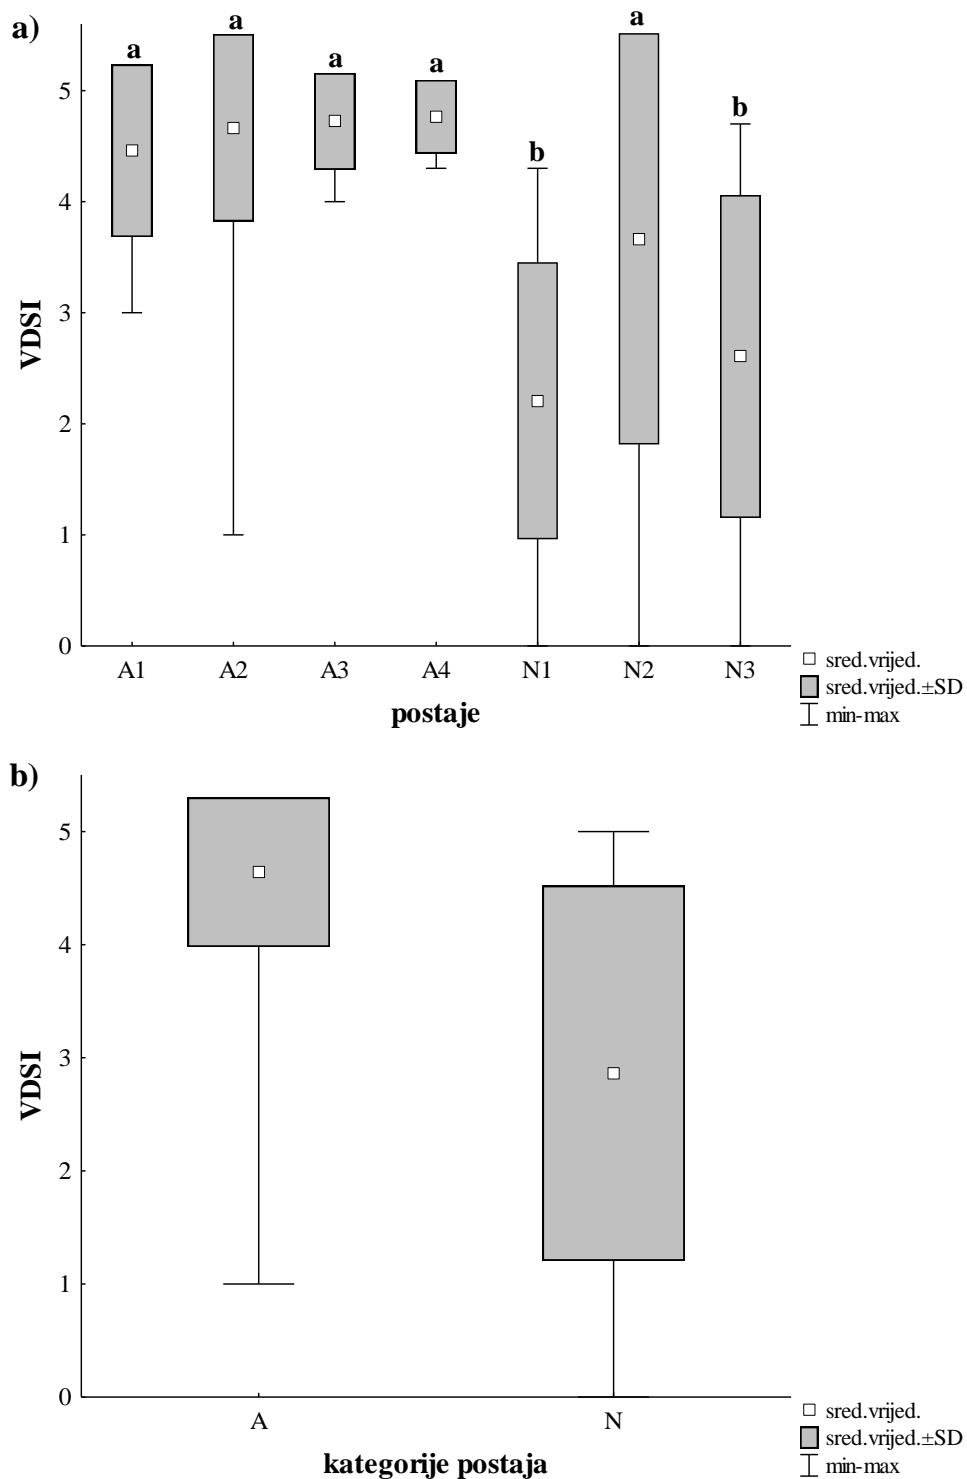 a)
a a a a b a b
VDSI
5
4
3
2
1
0
A1 A2 A3 A4 N1 N2 N3
postaje
sred.vrijed.
sred.vrijed.±SD
min-max
b)
VDSI
5
4
3
2
1
0
A N
kategorije postaja
sred.vrijed.
sred.vrijed.±SD
min-max